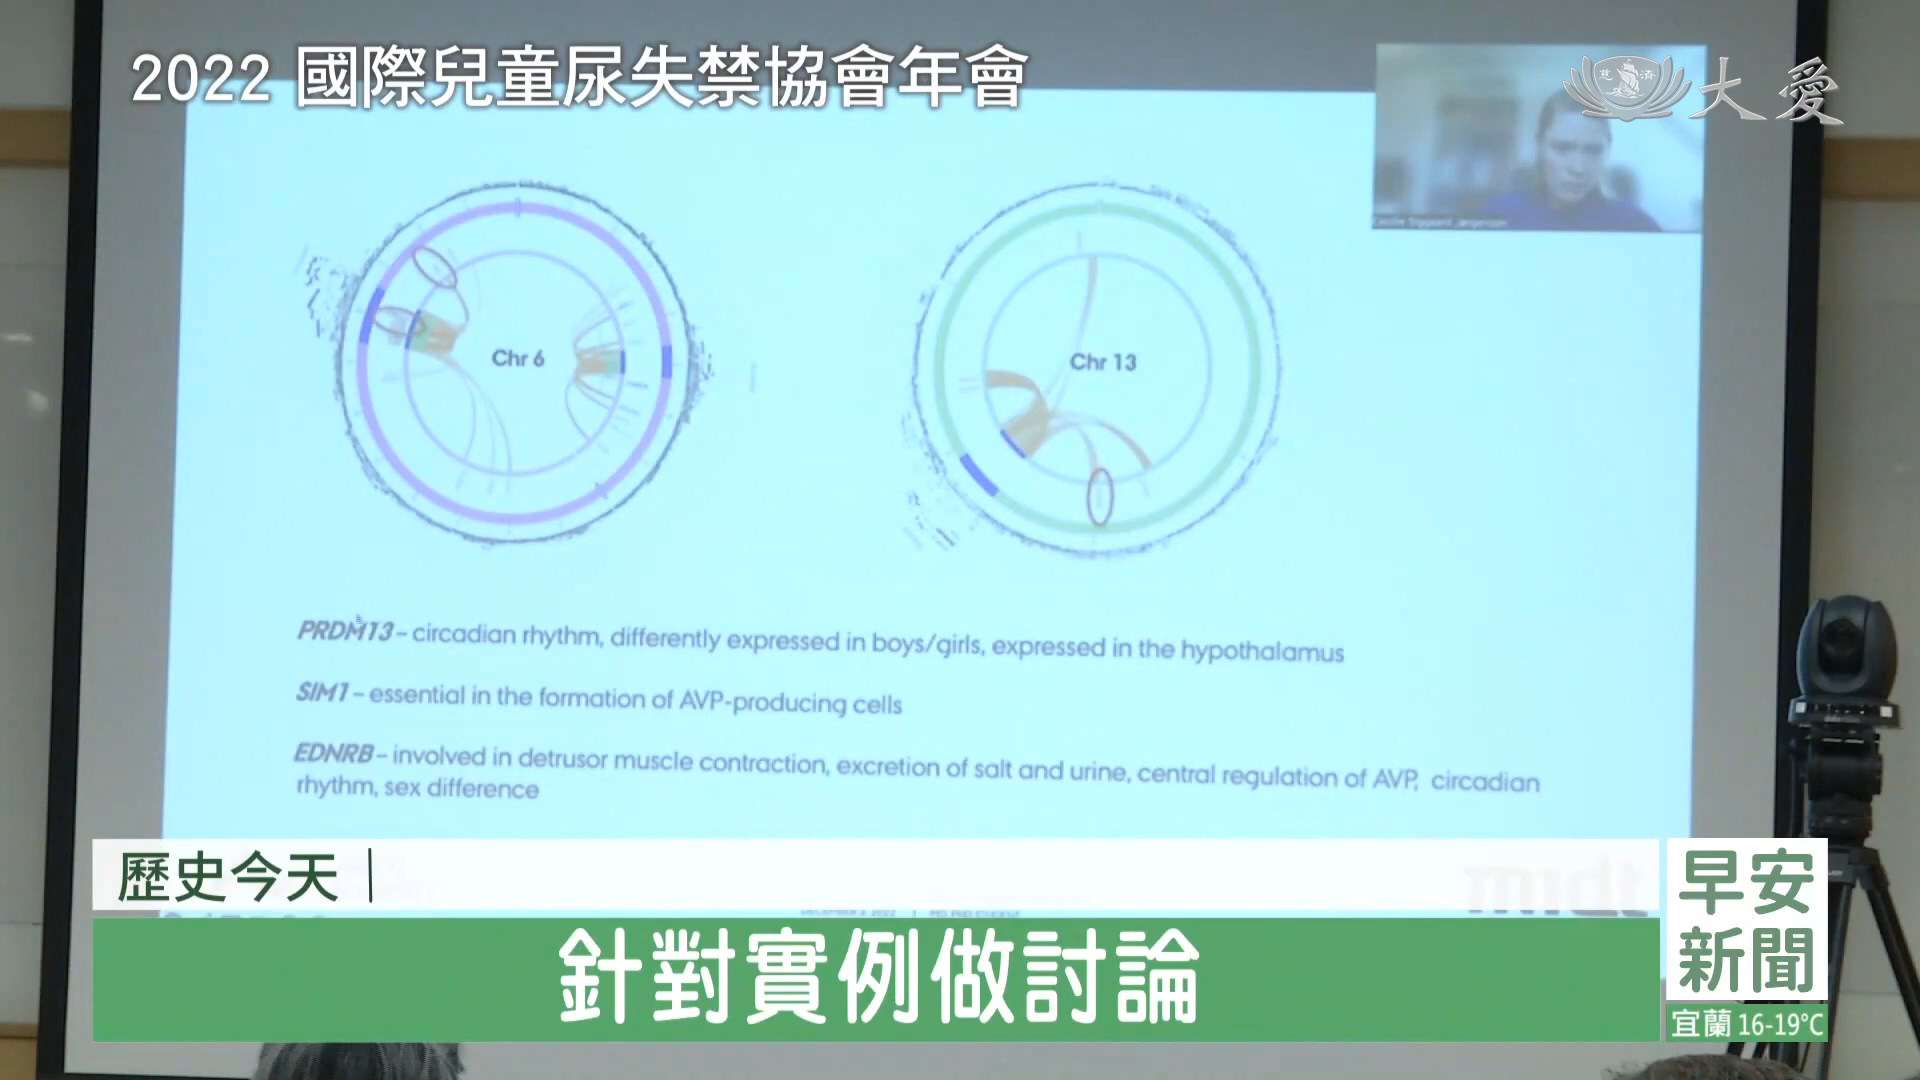 2022 國際兒童尿失禁協會年會
慈濟
大愛
Chr 6
Chr 13
PRDM13 – circadian rhythm, differently expressed in boys/girls, expressed in the hypothalamus
SIM1 – essential in the formation of AVP-producing cells
EDNRB – involved in detrusor muscle contraction, excretion of salt and urine, central regulation of AVP, circadian
rhythm, sex difference
歷史今天
針對實例做討論
早安
新聞
宜蘭 16-19°C